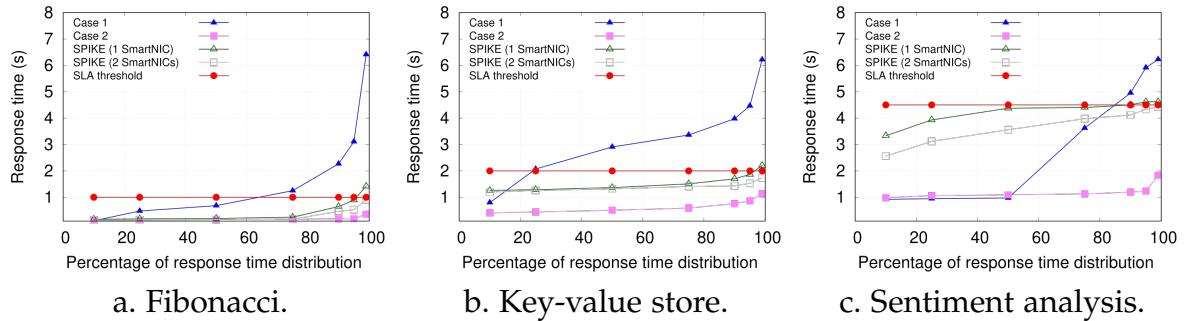 Response time (s)
8
7
6
5
4
3
2
1
Case 1
Case 2
SPIKE (1 SmartNIC)
SPIKE (2 SmartNICs)
SLA threshold
0 20 40 60 80 100
Percentage of response time distribution
a. Fibonacci.
Response time (s)
8
7
6
5
4
3
2
1
Case 1
Case 2
SPIKE (1 SmartNIC)
SPIKE (2 SmartNICs)
SLA threshold
0 20 40 60 80 100
Percentage of response time distribution
b. Key-value store.
Response time (s)
8
7
6
5
4
3
2
1
Case 1
Case 2
SPIKE (1 SmartNIC)
SPIKE (2 SmartNICs)
SLA threshold
0 20 40 60 80 100
Percentage of response time distribution
c. Sentiment analysis.